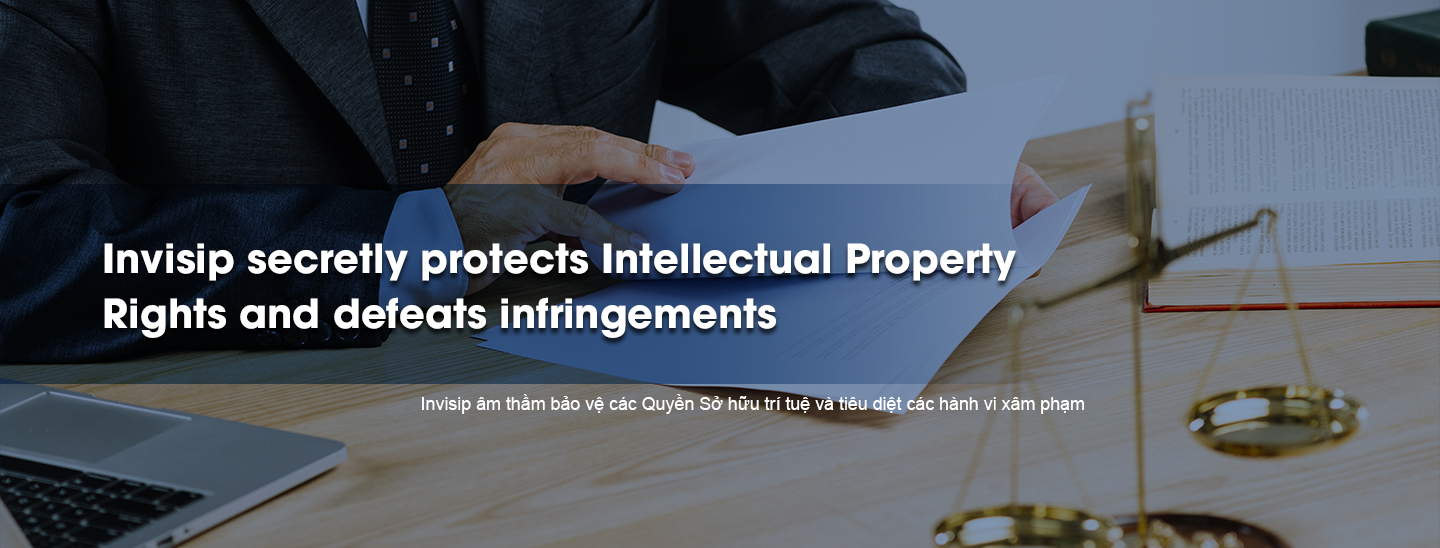 Invisip secretly protects Intellectual Property
Rights and defeats infringements
Invisip âm thầm bảo vệ các Quyền Sở hữu trí tuệ và tiêu diệt các hành vi xâm phạm